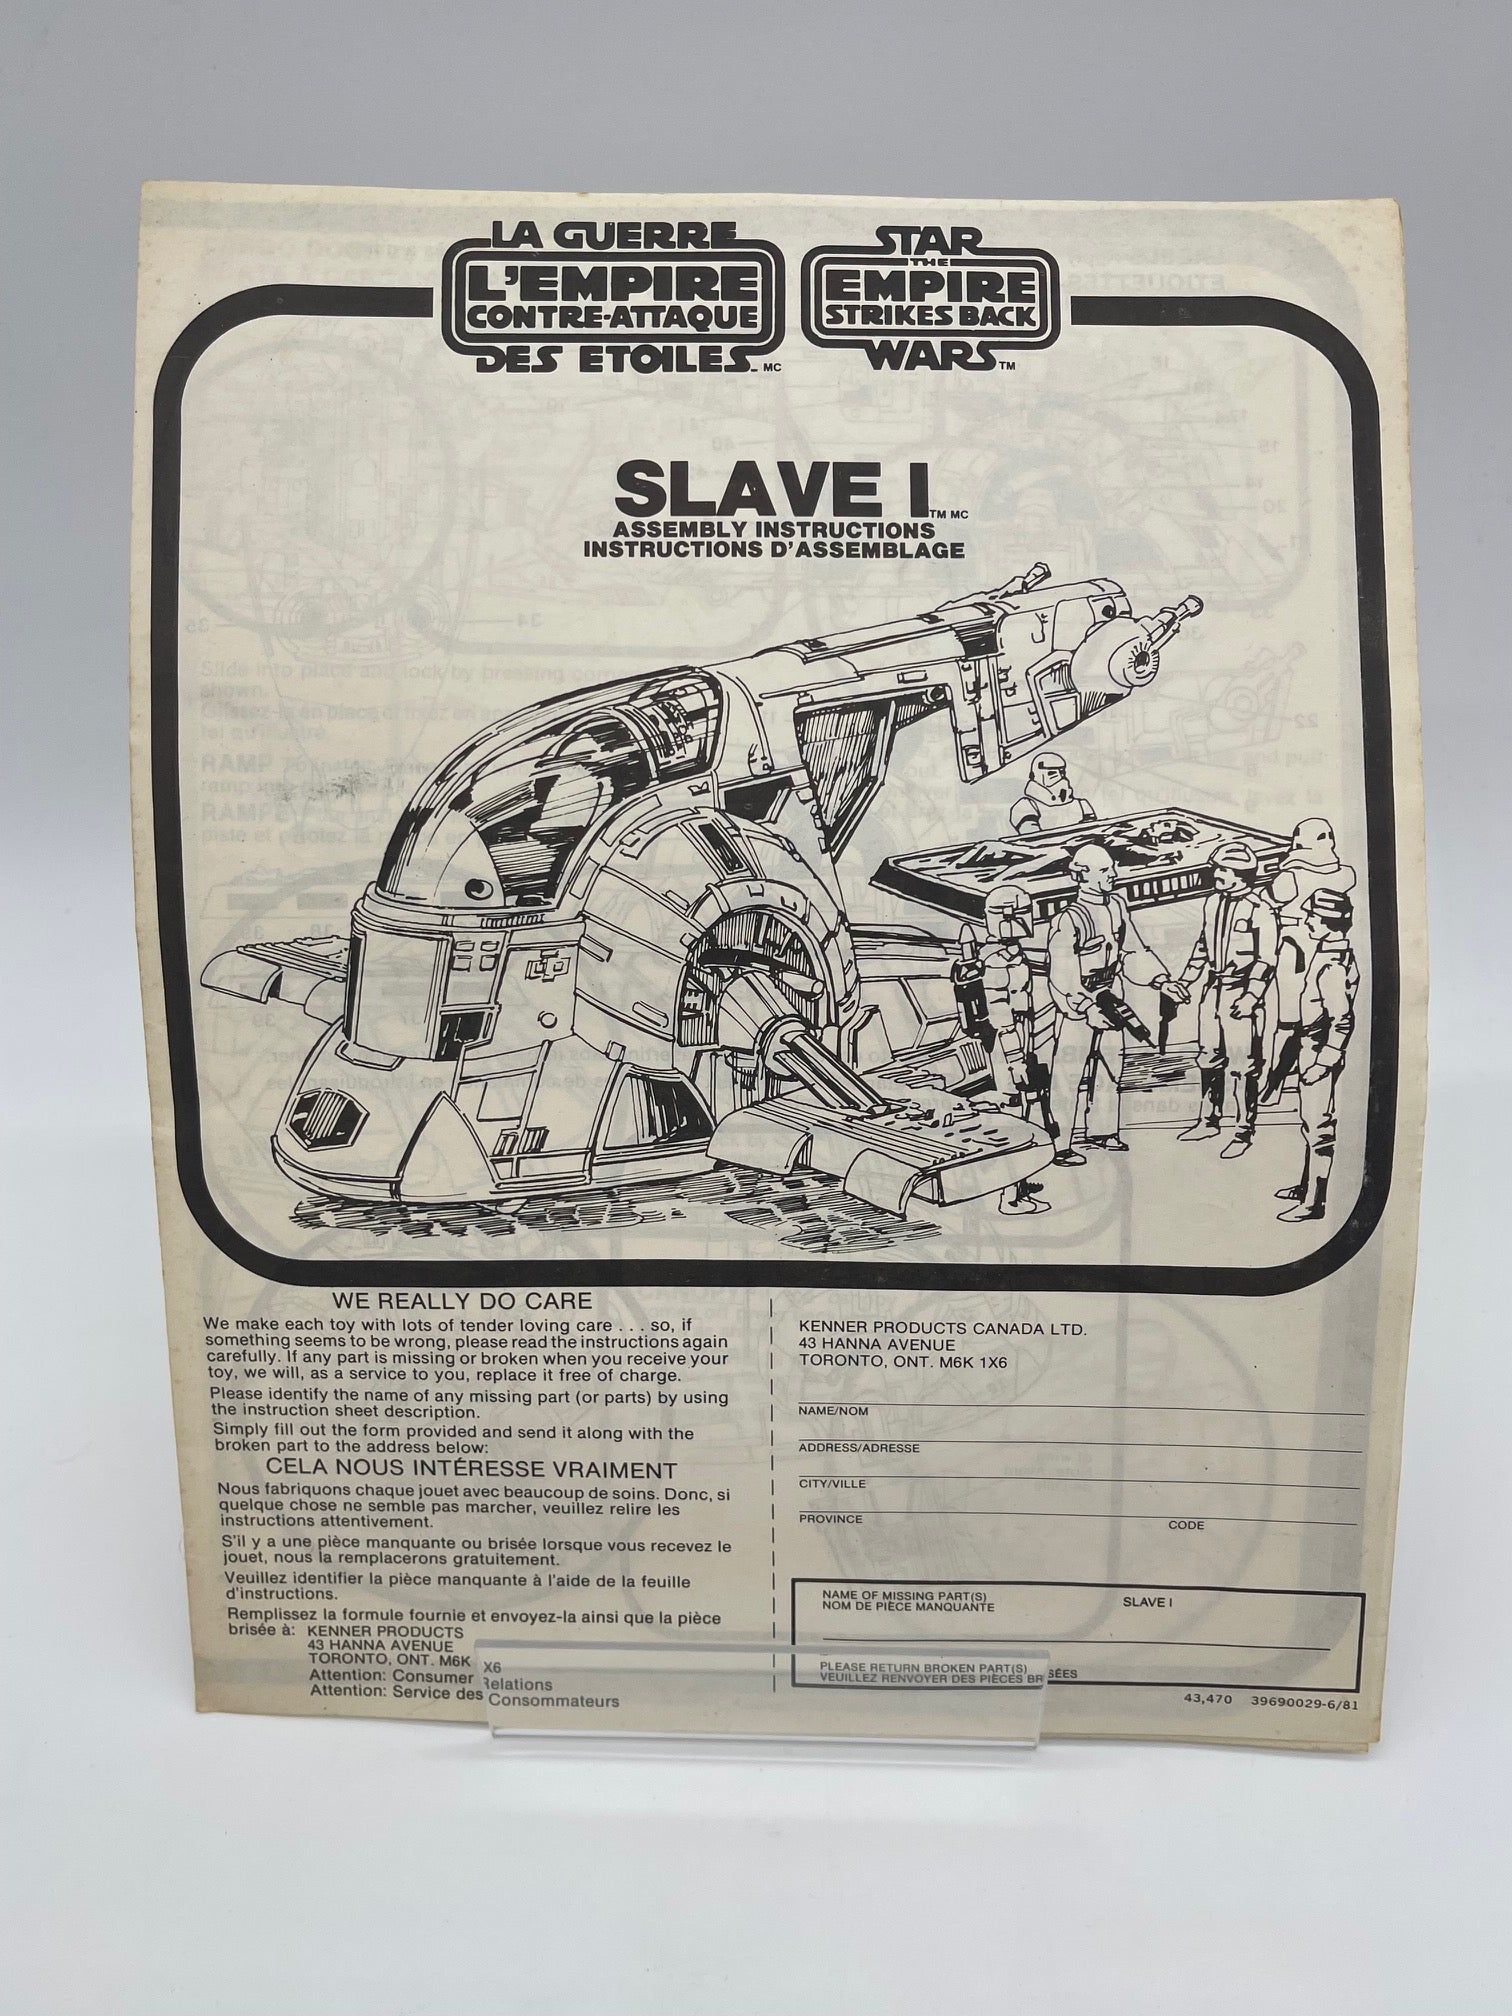 LA GUERRE
L'EMPIRE
CONTRE-ATTAQUE
DES ETOILES MC
STAR
THE
EMPIRE
STRIKES BACK
WARS TM
SLAVE I TM MC
ASSEMBLY INSTRUCTIONS
INSTRUCTIONS D'ASSEMBLAGE
WE REALLY DO CARE
We make each toy with lots of tender loving care . . . so, if
something seems to be wrong, please read the instructions again
carefully. If any part is missing or broken when you receive your
toy, we will, as a service to you, replace it free of charge.
Please identify the name of any missing part (or parts) by using
the instruction sheet description.
Simply fill out the form provided and send it along with the
broken part to the address below:
CELA NOUS INTÉRESSE VRAIMENT
Nous fabriquons chaque jouet avec beaucoup de soins. Donc, si
quelque chose ne semble pas marcher, veuillez relire les
instructions attentivement.
S'il y a une pièce manquante ou brisée lorsque vous recevez le
jouet, nous la remplacerons gratuitement.
Veuillez identifier la pièce manquante à l'aide de la feuille
d'instructions.
Remplissez la formule fournie et envoyez-la ainsi que la pièce
brisée à: KENNER PRODUCTS
43 HANNA AVENUE
TORONTO, ONT. M6K X6
Attention: Consumer Relations
Attention: Service des Consommateurs
KENNER PRODUCTS CANADA LTD.
43 HANNA AVENUE
TORONTO, ONT. M6K 1X6
NAME/NOM
ADDRESS/ADRESSE
CITY/VILLE
PROVINCE CODE
NAME OF MISSING PART(S) SLAVE I
NOM DE PIÈCE MANQUANTE
PLEASE RETURN BROKEN PART(S)
VEUILLEZ RENVOYER DES PIÈCES BRISÉES
43,470 39690029-6/81